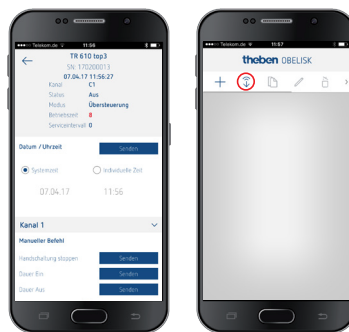 Telekom.de 11:56
TR 610 top3
SN: 170200013
07.04.17 11:56:27
Kanal C1
Status Aus
Modus Übersteuerung
Betriebszeit 8
Serviceintervall 0
Datum / Uhrzeit Senden
Systemzeit Individuelle Zeit
07.04.17 11:56
Kanal 1
Manueller Befehl
Handschaltung stoppen Senden
Dauer Ein Senden
Dauer Aus Senden
Telekom.de 11:57
theben OBELISK